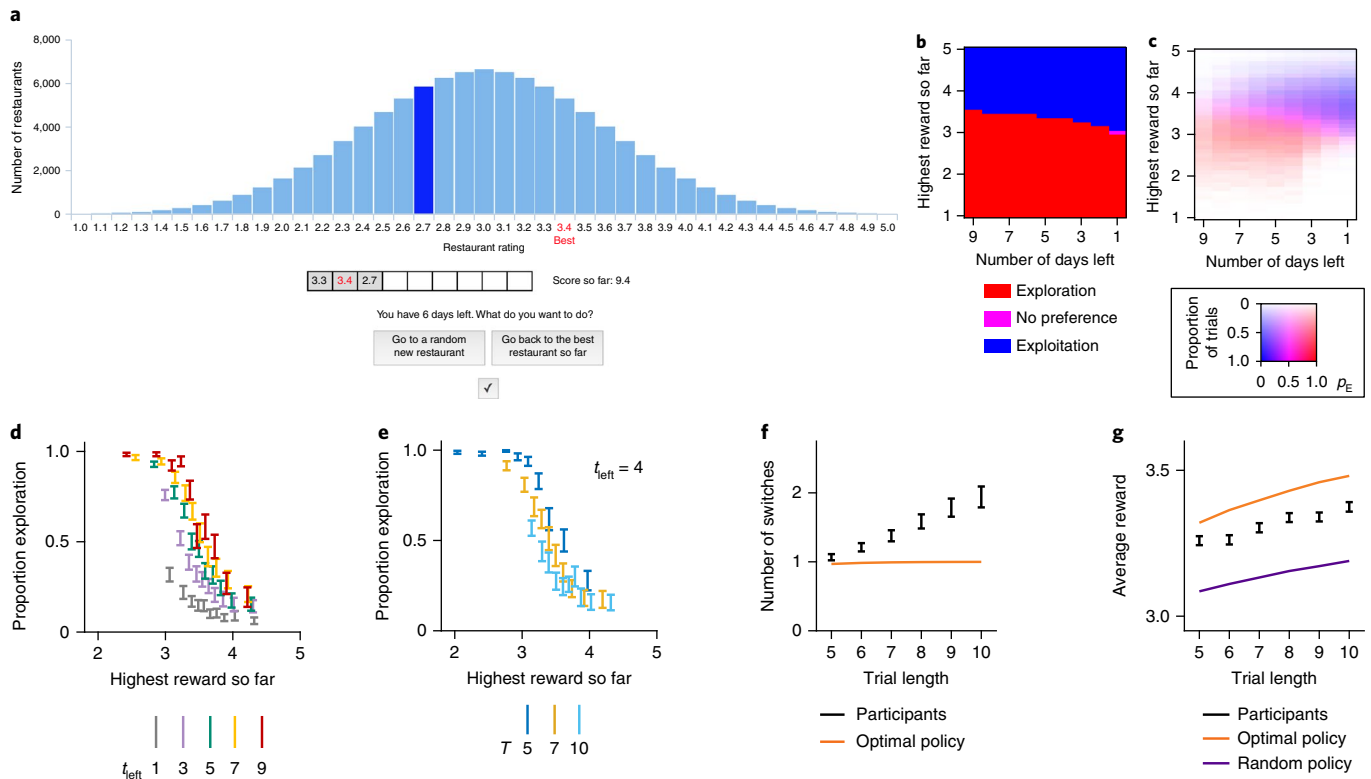 a
8,000
6,000
4,000
2,000
0
Number of restaurants
1.0 1.1 1.2 1.3 1.4 1.5 1.6 1.7 1.8 1.9 2.0 2.1 2.2 2.3 2.4 2.5 2.6 2.7 2.8 2.9 3.0 3.1 3.2 3.3 3.4 3.5 3.6 3.7 3.8 3.9 4.0 4.1 4.2 4.3 4.4 4.5 4.6 4.7 4.8 4.9 5.0
Best
Restaurant rating
3.3 3.4 2.7
Score so far: 9.4
You have 6 days left. What do you want to do?
Go to a random
new restaurant
Go back to the best
restaurant so far
✓
b
Highest reward so far
5
4
3
2
1
9 7 5 3 1
Number of days left
Exploration
No preference
Exploitation
c
Highest reward so far
5
4
3
2
1
9 7 5 3 1
Number of days left
Proportion
of trials
0
0.5
1.0
0 0.5 1.0 pE
d
Proportion exploration
1.0
0.5
0
2 3 4 5
Highest reward so far
tleft 1 3 5 7 9
e
Proportion exploration
1.0
0.5
0
tleft = 4
2 3 4 5
Highest reward so far
T 5 7 10
f
Number of switches
2
1
0
5 6 7 8 9 10
Trial length
Participants
Optimal policy
g
Average reward
3.5
3.0
5 6 7 8 9 10
Trial length
Participants
Optimal policy
Random policy